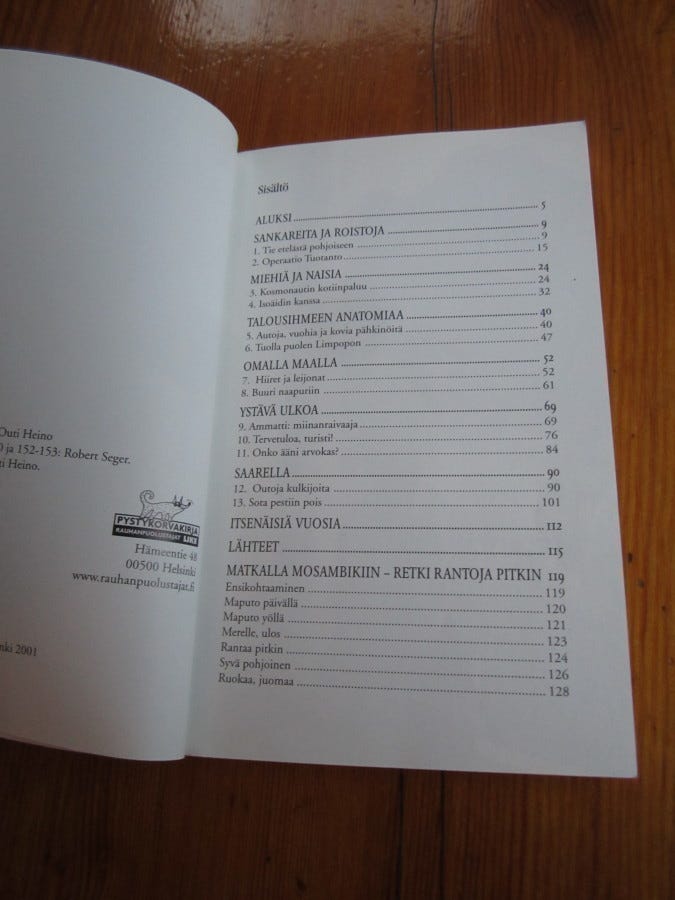 Outi Heino
0 ja 152-153: Robert Seger.
ti Heino.
PYSTYKORVAKIRJA
RAUHANPUOLUSTAJAT LIKE
Hämeentie 48
00500 Helsinki
www.rauhanpuolustajat.fi
nki 2001
Sisältö
ALUKSI 5
SANKAREITA JA ROISTOJA 9
1. Tie etelästä pohjoiseen 9
2. Operaatio Tuotanto 15
MIEHIÄ JA NAISIA 24
3. Kosmonautin kotiinpaluu 24
4. Isoäidin kanssa 32
TALOUSIHMEEN ANATOMIAA 40
5. Autoja, vuohia ja kovia pähkinöitä 40
6. Tuolla puolen Limpopon 47
OMALLA MAALLA 52
7. Hiiret ja leijonat 52
8. Buuri naapuriin 61
YSTÄVÄ ULKOA 69
9. Ammatti: miinanraivaaja 69
10. Tervetuloa, turisti! 76
11. Onko ääni arvokas? 84
SAARELLA 90
12. Outoja kulkijoita 90
13. Sota pestiin pois 101
ITSENÄISIÄ VUOSIA 112
LÄHTEET 115
MATKALLA MOSAMBIKIIN – RETKI RANTOJA PITKIN 119
Ensikohtaaminen 119
Maputo päivällä 120
Maputo yöllä 121
Merelle, ulos 123
Rantaa pitkin 124
Syvä pohjoinen 126
Ruokaa, juomaa 128